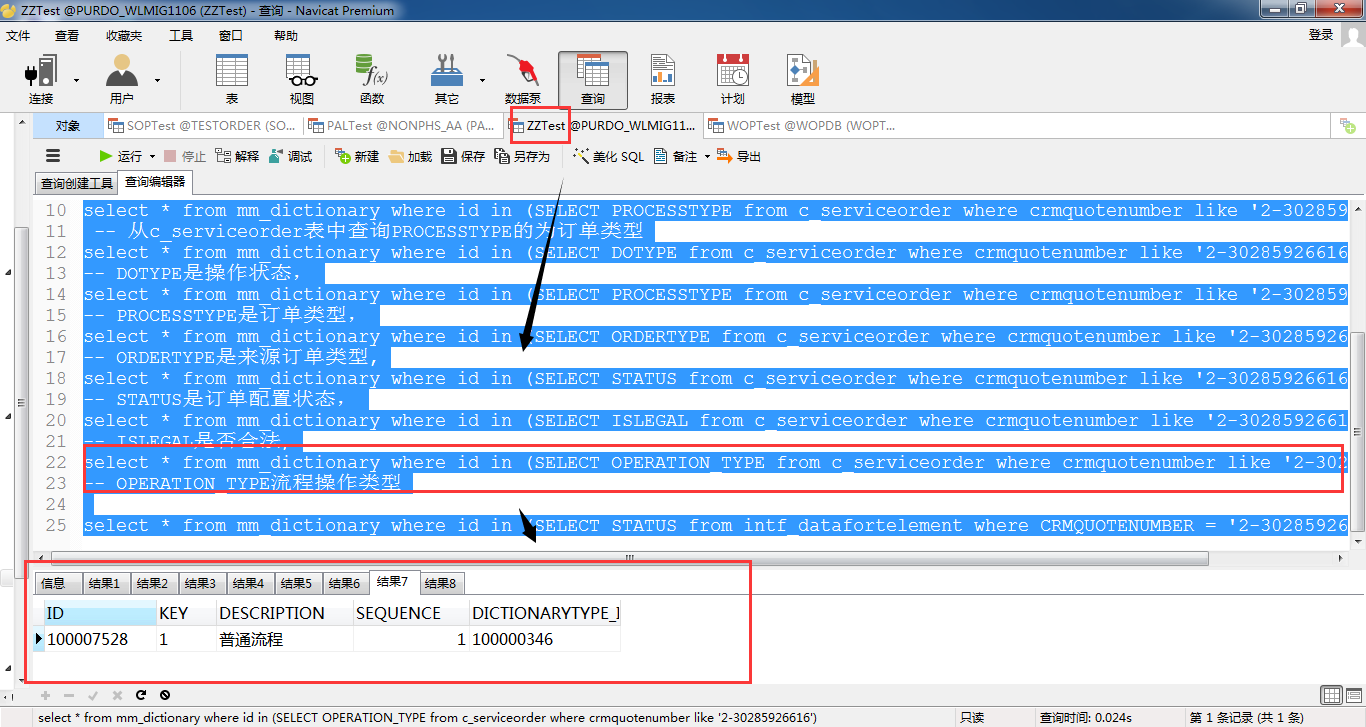 ZZTest @PURDO_WLMIG1106 (ZZTest) - 查询 - Navicat Premium
文件 查看 收藏夹 工具 窗口 帮助 登录
连接 用户 表 视图 函数 其它 数据泵 查询 报表 计划 模型
对象 SOPTest @TESTORDER (SO... PALTest @NONPHS_AA (PA... ZZTest @PURDO_WLMIG11... WOPTest @WOPDB (WOPT...
运行 停止 解释 调试 新建 加载 保存 另存为 美化 SQL 备注 导出
查询创建工具 查询编辑器
10 select * from mm_dictionary where id in (SELECT PROCESSTYPE from c_serviceorder where crmquotenumber like '2-302859
11 -- 从c_serviceorder表中查询PROCESSTYPE的为订单类型
12 select * from mm_dictionary where id in (SELECT DOTYPE from c_serviceorder where crmquotenumber like '2-30285926616
13 -- DOTYPE是操作状态，
14 select * from mm_dictionary where id in (SELECT PROCESSTYPE from c_serviceorder where crmquotenumber like '2-302859
15 -- PROCESSTYPE是订单类型，
16 select * from mm_dictionary where id in (SELECT ORDERTYPE from c_serviceorder where crmquotenumber like '2-30285926
17 -- ORDERTYPE是来源订单类型，
18 select * from mm_dictionary where id in (SELECT STATUS from c_serviceorder where crmquotenumber like '2-30285926616
19 -- STATUS是订单配置状态，
20 select * from mm_dictionary where id in (SELECT ISLEGAL from c_serviceorder where crmquotenumber like '2-3028592661
21 -- ISLEGAL是否合法，
22 select * from mm_dictionary where id in (SELECT OPERATION_TYPE from c_serviceorder where crmquotenumber like '2-302
23 -- OPERATION_TYPE流程操作类型
24
25 select * from mm_dictionary where id in (SELECT STATUS from intf_datafortelement where CRMQUOTENUMBER = '2-30285926
信息 结果1 结果2 结果3 结果4 结果5 结果6 结果7 结果8
ID KEY DESCRIPTION SEQUENCE DICTIONARYTYPE_I
100007528 1 普通流程 1 100000346
select * from mm_dictionary where id in (SELECT OPERATION_TYPE from c_serviceorder where crmquotenumber like '2-30285926616') 只读 查询时间: 0.024s 第 1 条记录 (共 1 条)